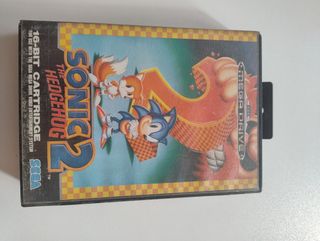 SONIC
THE
HEDGEHOG
2
MEGA DRIVE
16-BIT CARTRIDGE
SEGA